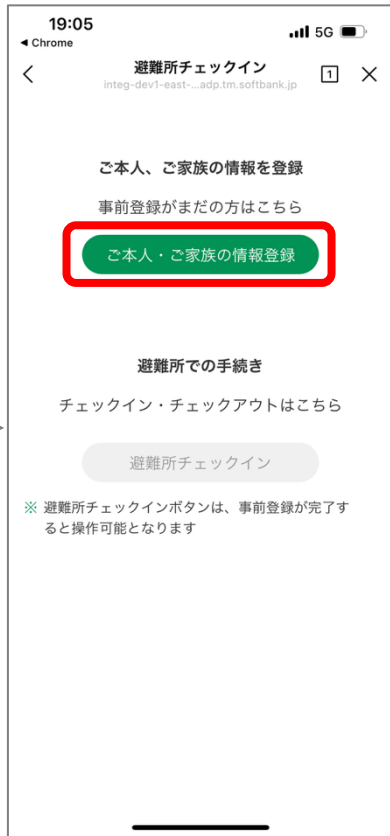 19:05
5G
◀ Chrome
避難所チェックイン
1
integ-dev1-east-...adp.tm.softbank.jp
ご本人、ご家族の情報を登録
事前登録がまだの方はこちら
ご本人・ご家族の情報登録
避難所での手続き
チェックイン・チェックアウトはこちら
避難所チェックイン
※ 避難所チェックインボタンは、事前登録が完了す
ると操作可能となります